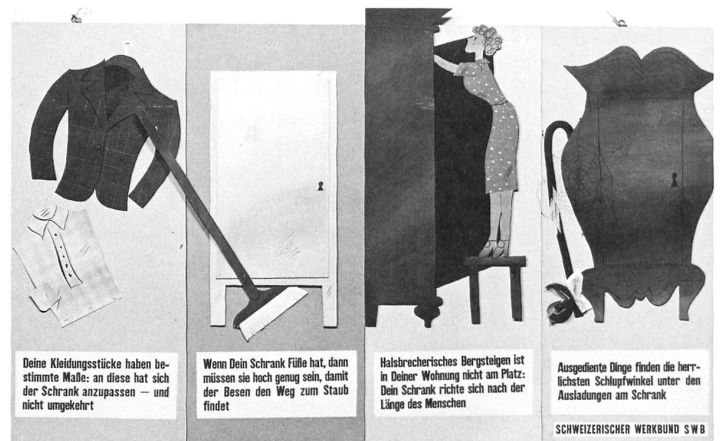 Deine Kleidungsstücke haben be-
stimmte Maße: an diese hat sich
der Schrank anzupassen — und
nicht umgekehrt
Wenn Dein Schrank Füße hat, dann
müssen sie hoch genug sein, damit
der Besen den Weg zum Staub
findet
Halsbrecherisches Bergsteigen ist
in Deiner Wohnung nicht am Platz:
Dein Schrank richte sich nach der
Länge des Menschen
Ausgediente Dinge finden die herr-
lichsten Schlupfwinkel unter den
Ausladungen am Schrank
SCHWEIZERISCHER WERKBUND SWB